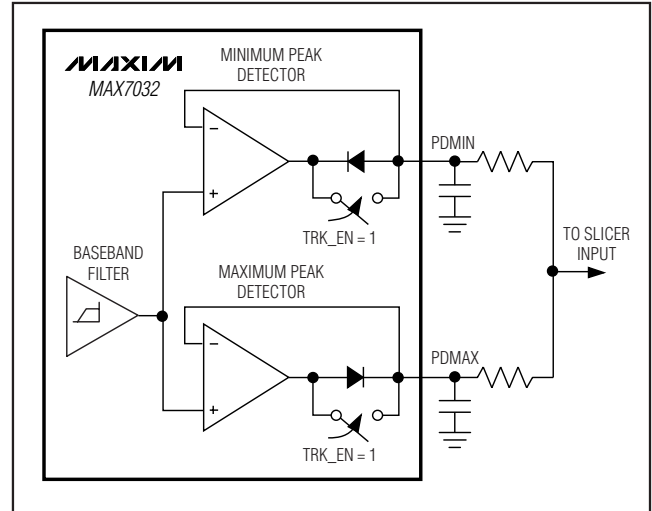 MAXIM
MAX7032
MINIMUM PEAK
DETECTOR
−
+
PDMIN
TRK_EN = 1
BASEBAND
FILTER
TO SLICER
INPUT
MAXIMUM PEAK
DETECTOR
−
+
PDMAX
TRK_EN = 1